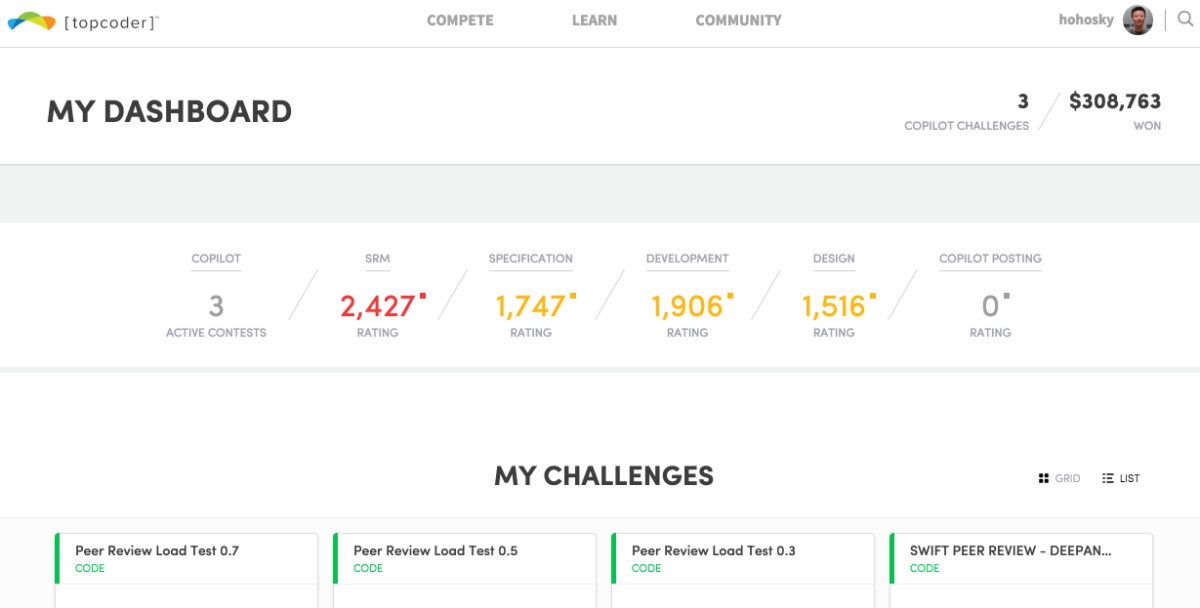 [topcoder]™
COMPETE LEARN COMMUNITY
hohosky
MY DASHBOARD
3 $308,763
COPILOT CHALLENGES WON
COPILOT SRM SPECIFICATION DEVELOPMENT DESIGN COPILOT POSTING
3 2,427 1,747 1,906 1,516 0
ACTIVE CONTESTS RATING RATING RATING RATING RATING
MY CHALLENGES
GRID LIST
Peer Review Load Test 0.7 Peer Review Load Test 0.5 Peer Review Load Test 0.3 SWIFT PEER REVIEW - DEEPAN...
CODE CODE CODE CODE